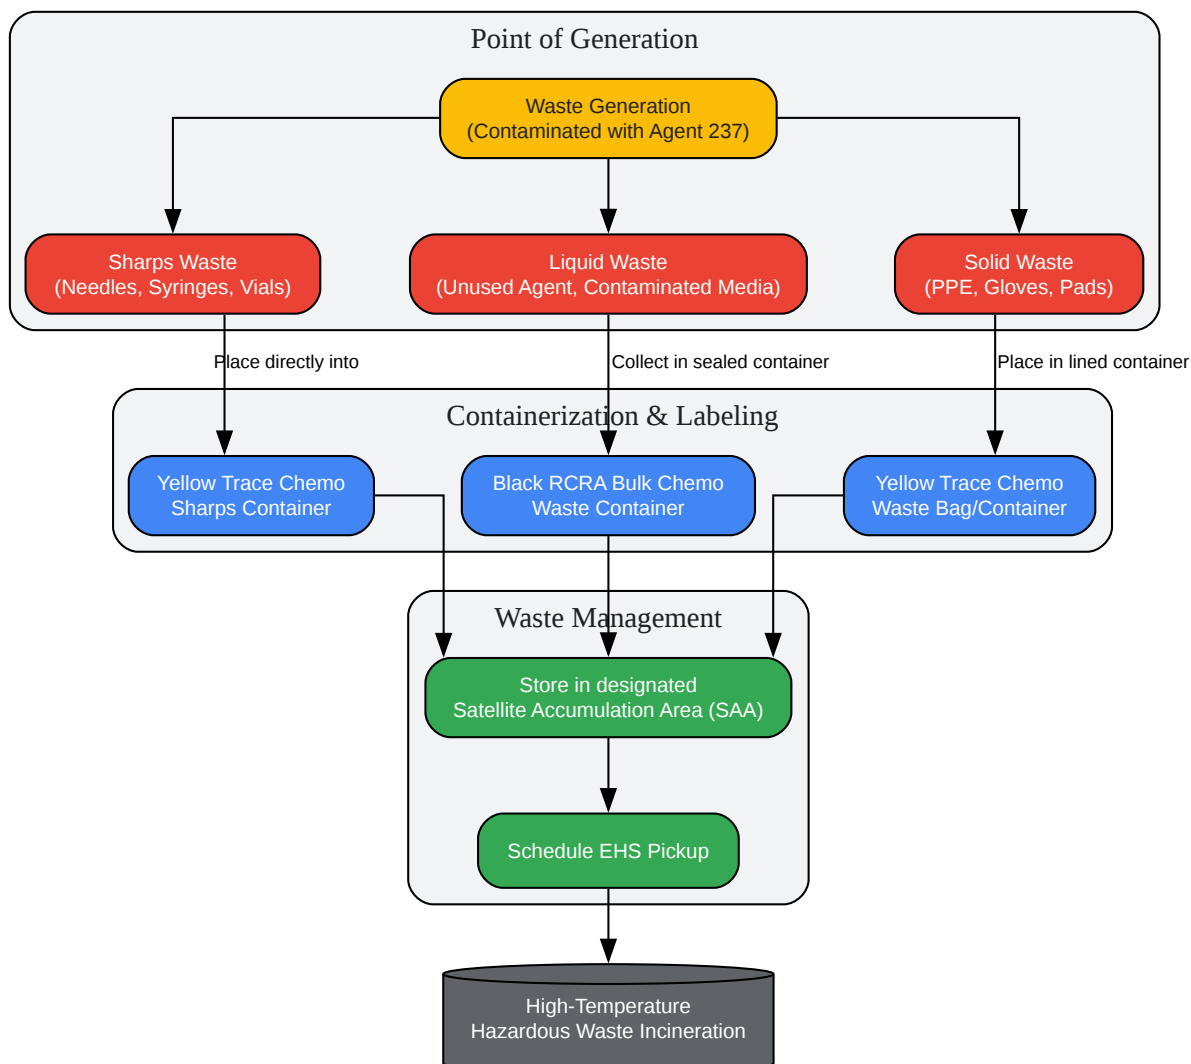 Point of Generation
Waste Generation
(Contaminated with Agent 237)
Sharps Waste
(Needles, Syringes, Vials)
Liquid Waste
(Unused Agent, Contaminated Media)
Solid Waste
(PPE, Gloves, Pads)
Place directly into
Collect in sealed container
Place in lined container
Containerization & Labeling
Yellow Trace Chemo
Sharps Container
Black RCRA Bulk Chemo
Waste Container
Yellow Trace Chemo
Waste Bag/Container
Waste Management
Store in designated
Satellite Accumulation Area (SAA)
Schedule EHS Pickup
High-Temperature
Hazardous Waste Incineration